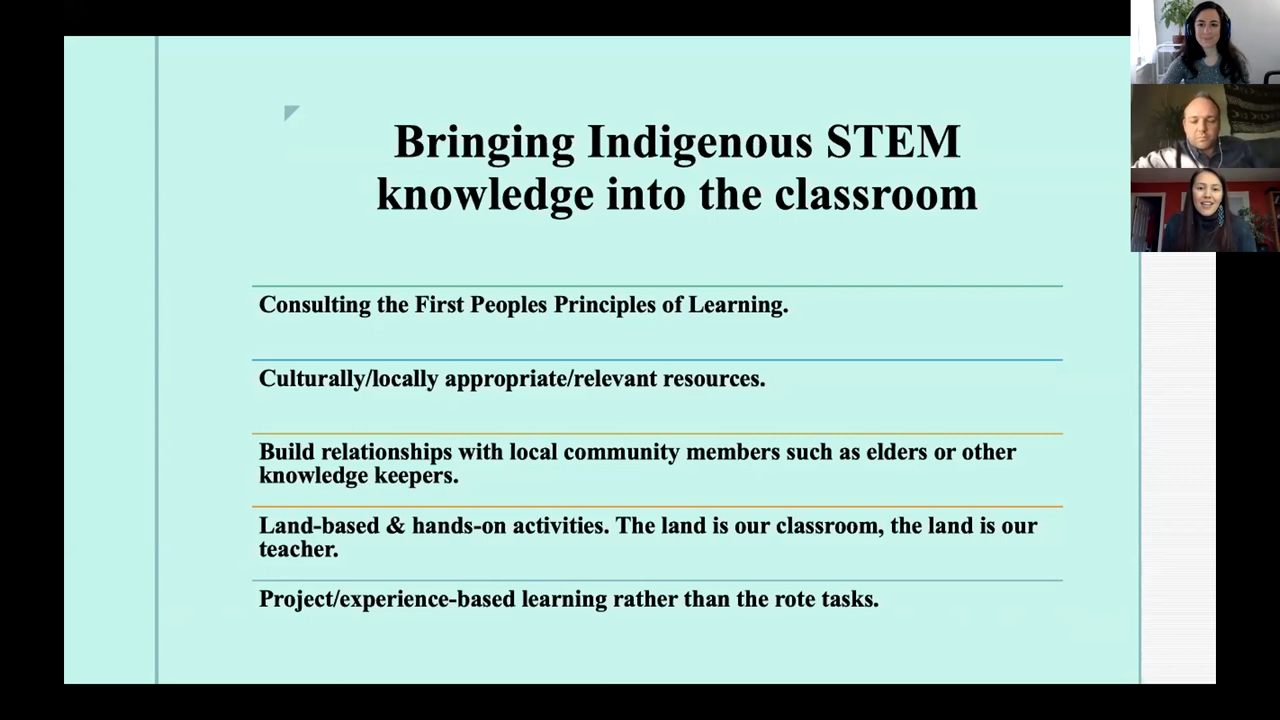 Bringing Indigenous STEM
knowledge into the classroom
Consulting the First Peoples Principles of Learning.
Culturally/locally appropriate/relevant resources.
Build relationships with local community members such as elders or other
knowledge keepers.
Land-based & hands-on activities. The land is our classroom, the land is our
teacher.
Project/experience-based learning rather than the rote tasks.